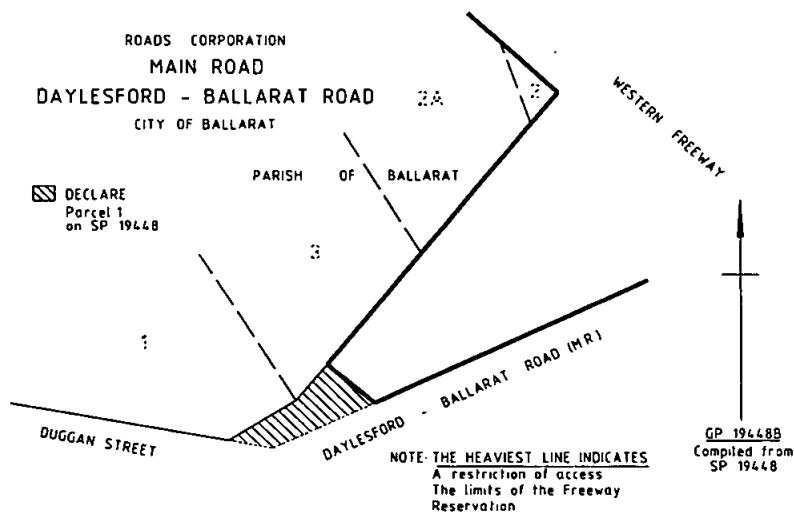 ROADS CORPORATION
MAIN ROAD
DAYLESFORD - BALLARAT ROAD
CITY OF BALLARAT
2A
2
WESTERN FREEWAY
PARISH OF BALLARAT
DECLARE
Parcel 1
on SP 19448
3
1
DUGGAN STREET
DAYLESFORD - BALLARAT ROAD (M.R)
NOTE- THE HEAVIEST LINE INDICATES
A restriction of access
The limits of the Freeway
Reservation
GP 19448B
Compiled from
SP 19448